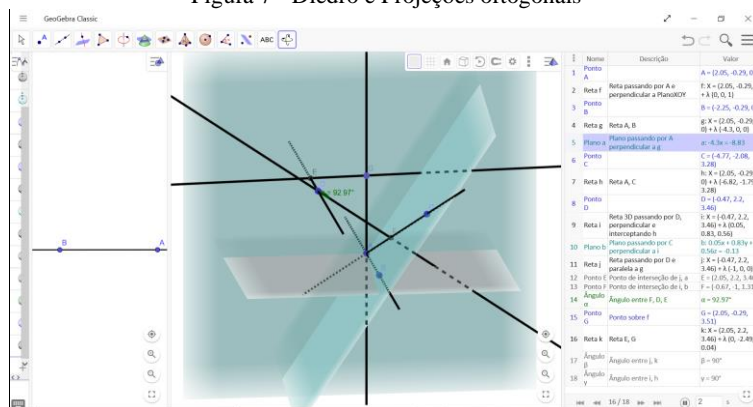 Figura 7 - Diedro e Projeções ortogonais
GeoGebra Classic
ABC
B
A
E
α = 92.97°
Nome Descrição Valor
1 Ponto A A = (2.05, -0.29, 0)
2 Reta f Reta passando por A e perpendicular a PlanoXOY f: X = (2.05, -0.29, + λ (0, 0, 1)
3 Ponto B B = (-2.25, -0.29, 0
4 Reta g Reta A, B g: X = (2.05, -0.29, 0) + λ (-4.3, 0, 0)
5 Plano a Plano passando por A perpendicular a g a: -4.3x = -8.83
6 Ponto C C = (-4.77, -2.08, 3.28)
7 Reta h Reta A, C h: X = (2.05, -0.29, 0) + λ (-6.82, -1.79, 3.28)
8 Ponto D D = (-0.47, 2.2, 3.46)
9 Reta i Reta 3D passando por D, perpendicular e interceptando h i: X = (-0.47, 2.2, 3.46) + λ (0.05, 0.83, 0.56)
10 Plano b Plano passando por C perpendicular a i b: 0.05x + 0.83y + 0.56z = -0.13
11 Reta j Reta passando por D e paralela a g j: X = (-0.47, 2.2, 3.46) + λ (-1, 0, 0)
12 Ponto E Ponto de interseção de j, a E = (2.05, 2.2, 3.46
13 Ponto F Ponto de interseção de i, b F = (-0.67, -1, 1.31
14 Ângulo α Ângulo entre F, D, E α = 92.97°
15 Ponto G Ponto sobre f G = (2.05, -0.29, 3.51)
16 Reta k Reta E, G k: X = (2.05, 2.2, 3.46) + λ (0, -2.49, 0.04)
17 Ângulo β Ângulo entre j, k β = 90°
18 Ângulo γ Ângulo entre i, h γ = 90°
16 / 18
2 s